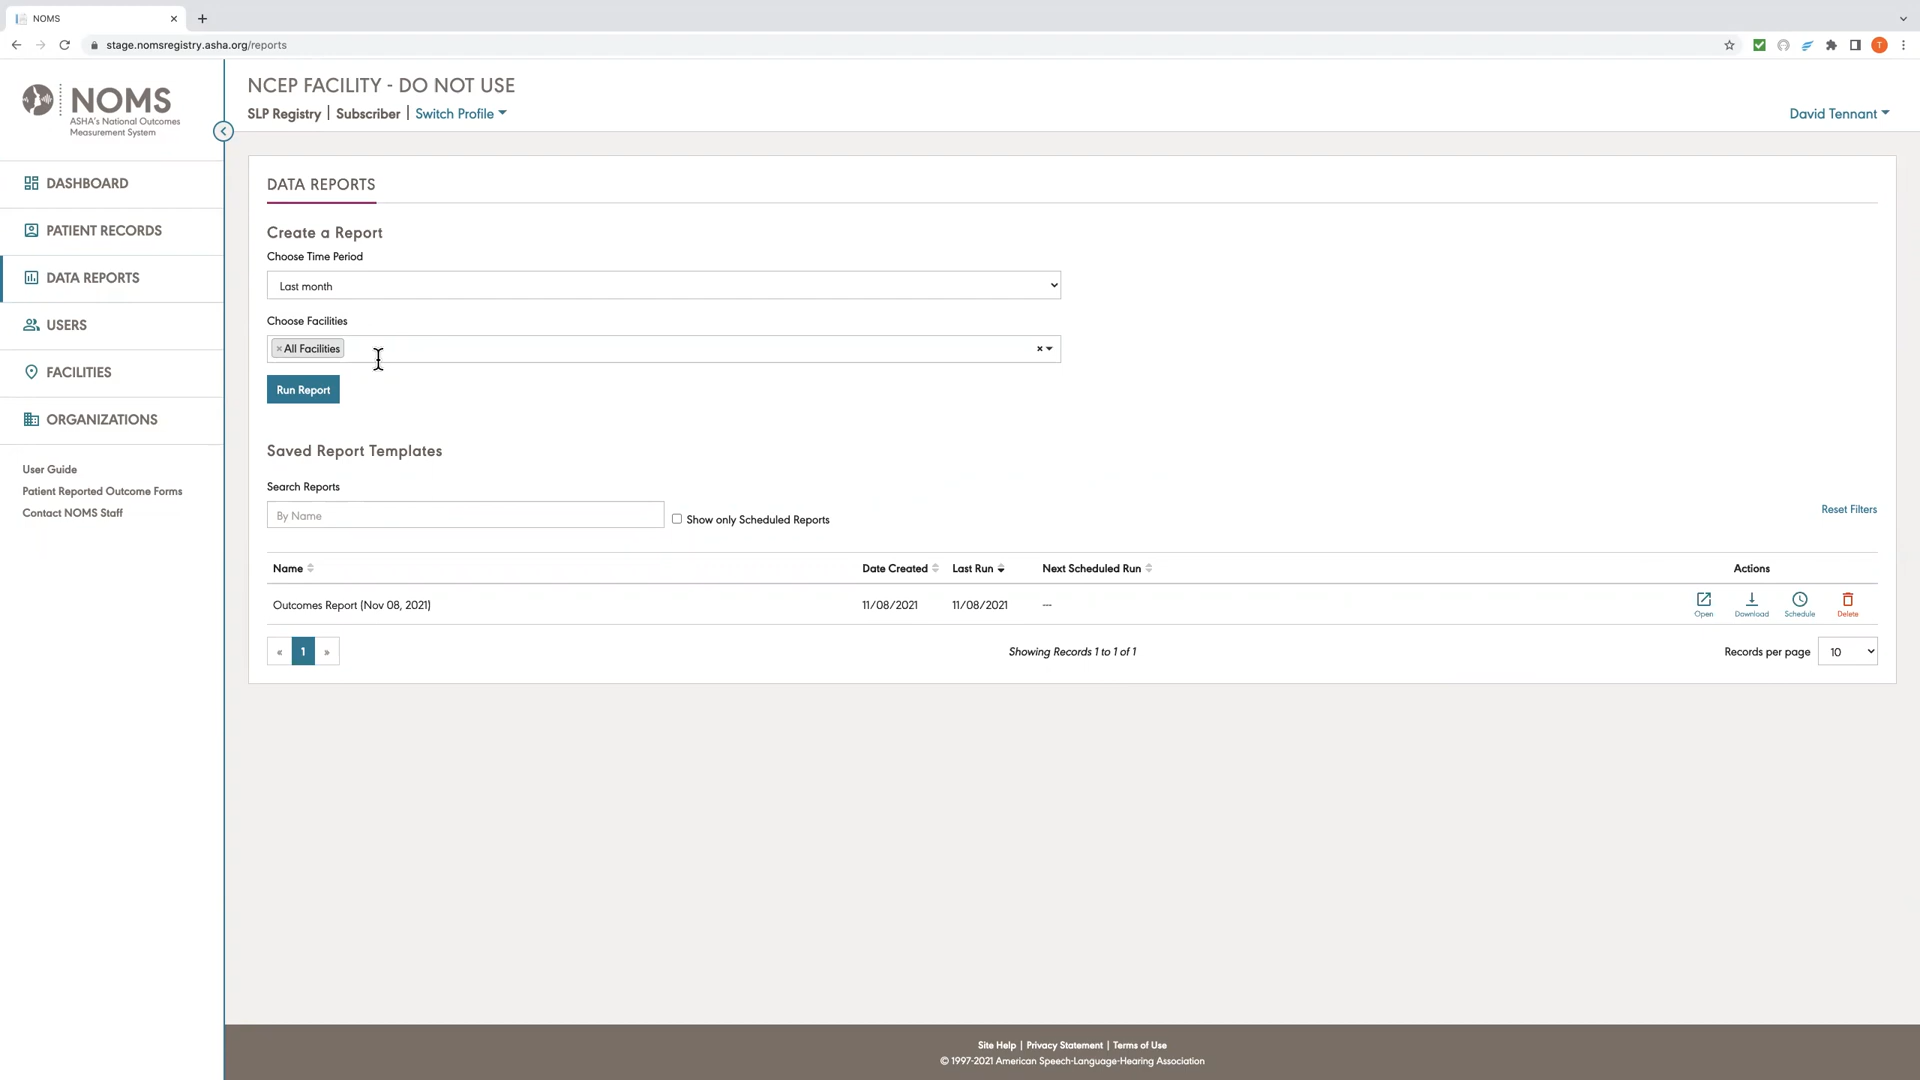 NOMS
stage.nomsregistry.asha.org/reports
T
NOMS
ASHA's National Outcomes
Measurement System
NCEP FACILITY - DO NOT USE
SLP Registry | Subscriber | Switch Profile
David Tennant
DASHBOARD
PATIENT RECORDS
DATA REPORTS
USERS
FACILITIES
ORGANIZATIONS
User Guide
Patient Reported Outcome Forms
Contact NOMS Staff
DATA REPORTS
Create a Report
Choose Time Period
Last month
Choose Facilities
× All Facilities
×
Run Report
Saved Report Templates
Search Reports
By Name
Show only Scheduled Reports
Reset Filters
Name Date Created Last Run Next Scheduled Run Actions
Outcomes Report (Nov 08, 2021) 11/08/2021 11/08/2021 ---
Open Download Schedule Delete
« 1 »
Showing Records 1 to 1 of 1
Records per page 10
Site Help | Privacy Statement | Terms of Use
© 1997-2021 American Speech-Language-Hearing Association